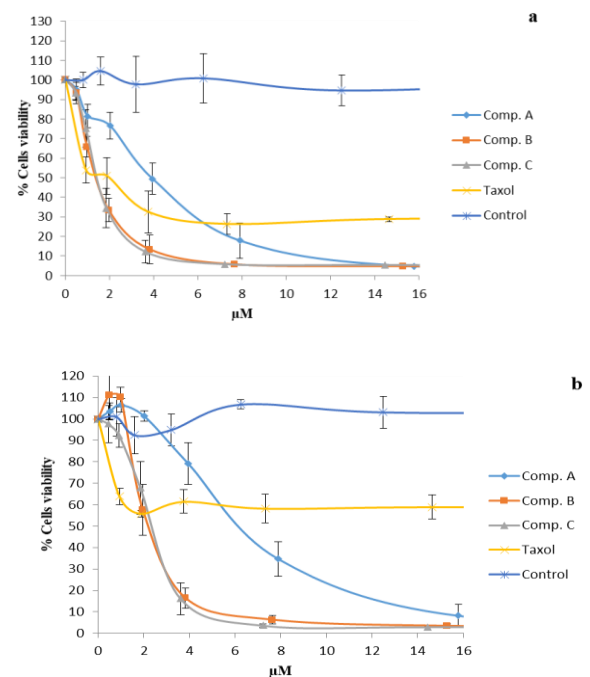 a
130
120
110
100
90
80
70
60
50
40
30
20
10
0
% Cells viability
0 2 4 6 8 10 12 14 16
µM
Comp. A
Comp. B
Comp. C
Taxol
Control
b
120
110
100
90
80
70
60
50
40
30
20
10
0
% Cells viability
0 2 4 6 8 10 12 14 16
µM
Comp. A
Comp. B
Comp. C
Taxol
Control